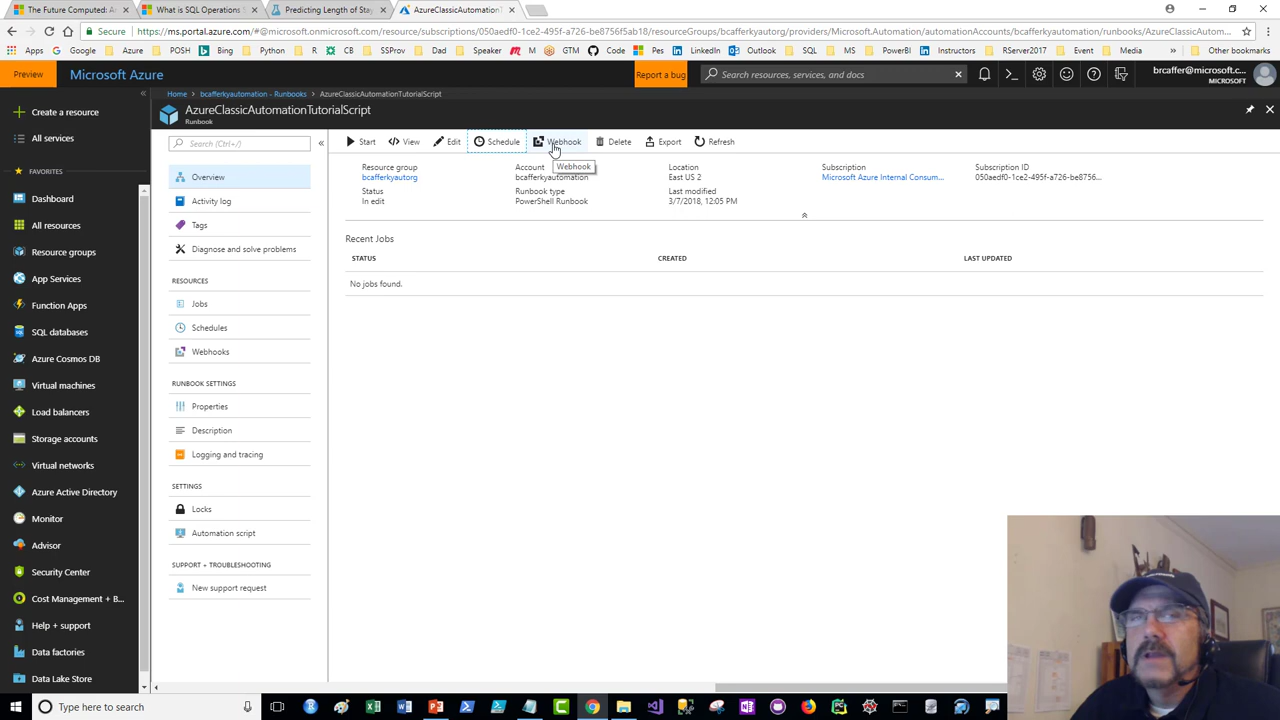 The Future Computed: Ar
What is SQL Operations S
Predicting Length of Stay
AzureClassicAutomationT
Secure
https://ms.portal.azure.com/#@microsoft.onmicrosoft.com/resource/subscriptions/050aedf0-1ce2-495f-a726-be8756f5ab18/resourceGroups/bcafferkyautorg/providers/Microsoft.Automation/automationAccounts/bcafferkyautomation/runbooks/AzureClassicAutom...
Apps Google Azure POSH Bing Python R CB SSProv Dad Speaker M GTM Code LinkedIn Outlook SQL MS PowerBI Instructors RServer2017 Event Media » Other bookmarks
Preview Microsoft Azure Report a bug Search resources, services, and docs brcaffer@microsoft.c...
MICROSOFT
Home bcafferkyautomation - Runbooks AzureClassicAutomationTutorialScript
AzureClassicAutomationTutorialScript
Runbook
Create a resource
All services
FAVORITES
Dashboard
All resources
Resource groups
App Services
Function Apps
SQL databases
Azure Cosmos DB
Virtual machines
Load balancers
Storage accounts
Virtual networks
Azure Active Directory
Monitor
Advisor
Security Center
Cost Management + B...
Help + support
Data factories
Data Lake Store
Search (Ctrl+/)
Overview
Activity log
Tags
Diagnose and solve problems
RESOURCES
Jobs
Schedules
Webhooks
RUNBOOK SETTINGS
Properties
Description
Logging and tracing
SETTINGS
Locks
Automation script
SUPPORT + TROUBLESHOOTING
New support request
Start View Edit Schedule Webhook Delete Export Refresh
Webhook
Resource group Account Location Subscription Subscription ID
bcafferkyautorg bcafferkyautomation East US 2 Microsoft Azure Internal Consum... 050aedf0-1ce2-495f-a726-be8756...
Status Runbook type Last modified
In edit PowerShell Runbook 3/7/2018, 12:05 PM
Recent Jobs
STATUS CREATED LAST UPDATED
No jobs found.
Type here to search